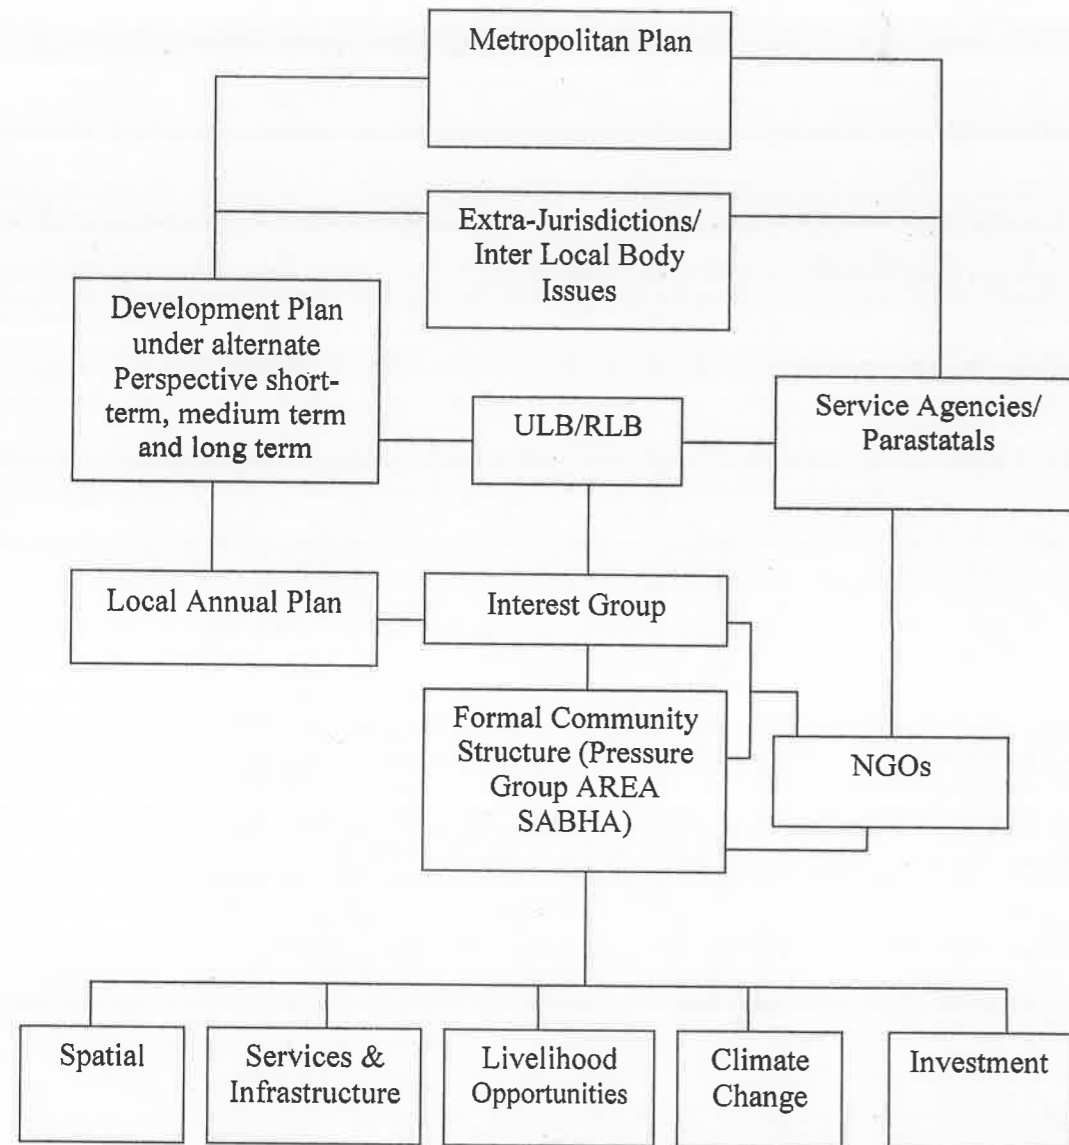 Metropolitan Plan
Extra-Jurisdictions/
Inter Local Body
Issues
Development Plan
under alternate
Perspective short-
term, medium term
and long term
ULB/RLB
Service Agencies/
Parastatals
Local Annual Plan
Interest Group
Formal Community
Structure (Pressure
Group AREA
SABHA)
NGOs
Spatial
Services &
Infrastructure
Livelihood
Opportunities
Climate
Change
Investment